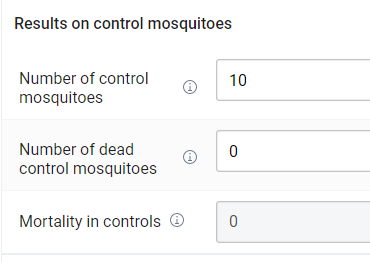 Results on control mosquitoes
Number of control
mosquitoes
10
Number of dead
control mosquitoes
0
Mortality in controls
0